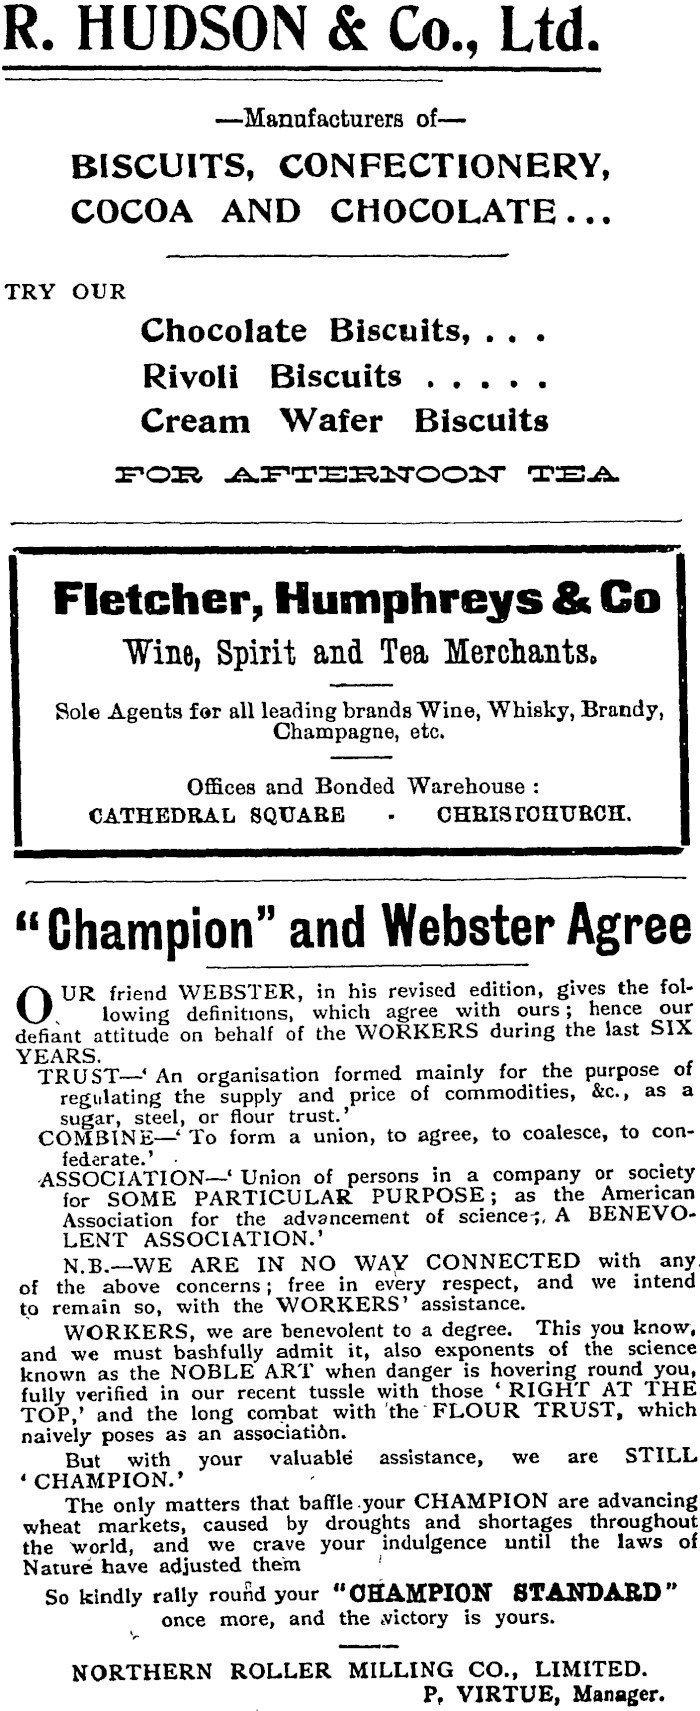 R. HUDSON & Co., Ltd.
—Manufacturers of—
BISCUITS, CONFECTIONERY,
COCOA AND CHOCOLATE...
TRY OUR
Chocolate Biscuits, . . .
Rivoli Biscuits . . . . .
Cream Wafer Biscuits
FOR AFTERNOON TEA
Fletcher, Humphreys & Co
Wine, Spirit and Tea Merchants.
Sole Agents for all leading brands Wine, Whisky, Brandy,
Champagne, etc.
Offices and Bonded Warehouse :
CATHEDRAL SQUARE - CHRISTCHURCH.
"Champion" and Webster Agree
OUR friend WEBSTER, in his revised edition, gives the fol-
lowing definitions, which agree with ours ; hence our
defiant attitude on behalf of the WORKERS during the last SIX
YEARS.
TRUST—' An organisation formed mainly for the purpose of
regulating the supply and price of commodities, &c., as a
sugar, steel, or flour trust.'
COMBINE—' To form a union, to agree, to coalesce, to con-
federate.'
ASSOCIATION—' Union of persons in a company or society
for SOME PARTICULAR PURPOSE ; as the American
Association for the advancement of science ; A BENEVO-
LENT ASSOCIATION.'
N.B.—WE ARE IN NO WAY CONNECTED with any
of the above concerns ; free in every respect, and we intend
to remain so, with the WORKERS' assistance.
WORKERS, we are benevolent to a degree. This you know,
and we must bashfully admit it, also exponents of the science
known as the NOBLE ART when danger is hovering round you,
fully verified in our recent tussle with those ' RIGHT AT THE
TOP,' and the long combat with the FLOUR TRUST, which
naively poses as an association.
But with your valuable assistance, we are STILL
' CHAMPION.'
The only matters that baffle your CHAMPION are advancing
wheat markets, caused by droughts and shortages throughout
the world, and we crave your indulgence until the laws of
Nature have adjusted them
So kindly rally round your "CHAMPION STANDARD"
once more, and the victory is yours.
NORTHERN ROLLER MILLING CO., LIMITED.
P. VIRTUE, Manager.